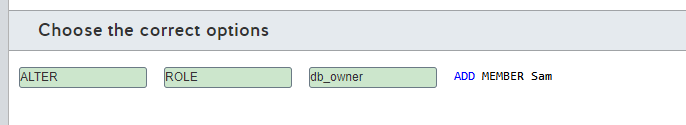 Choose the correct options
ALTER ROLE db_owner ADD MEMBER Sam